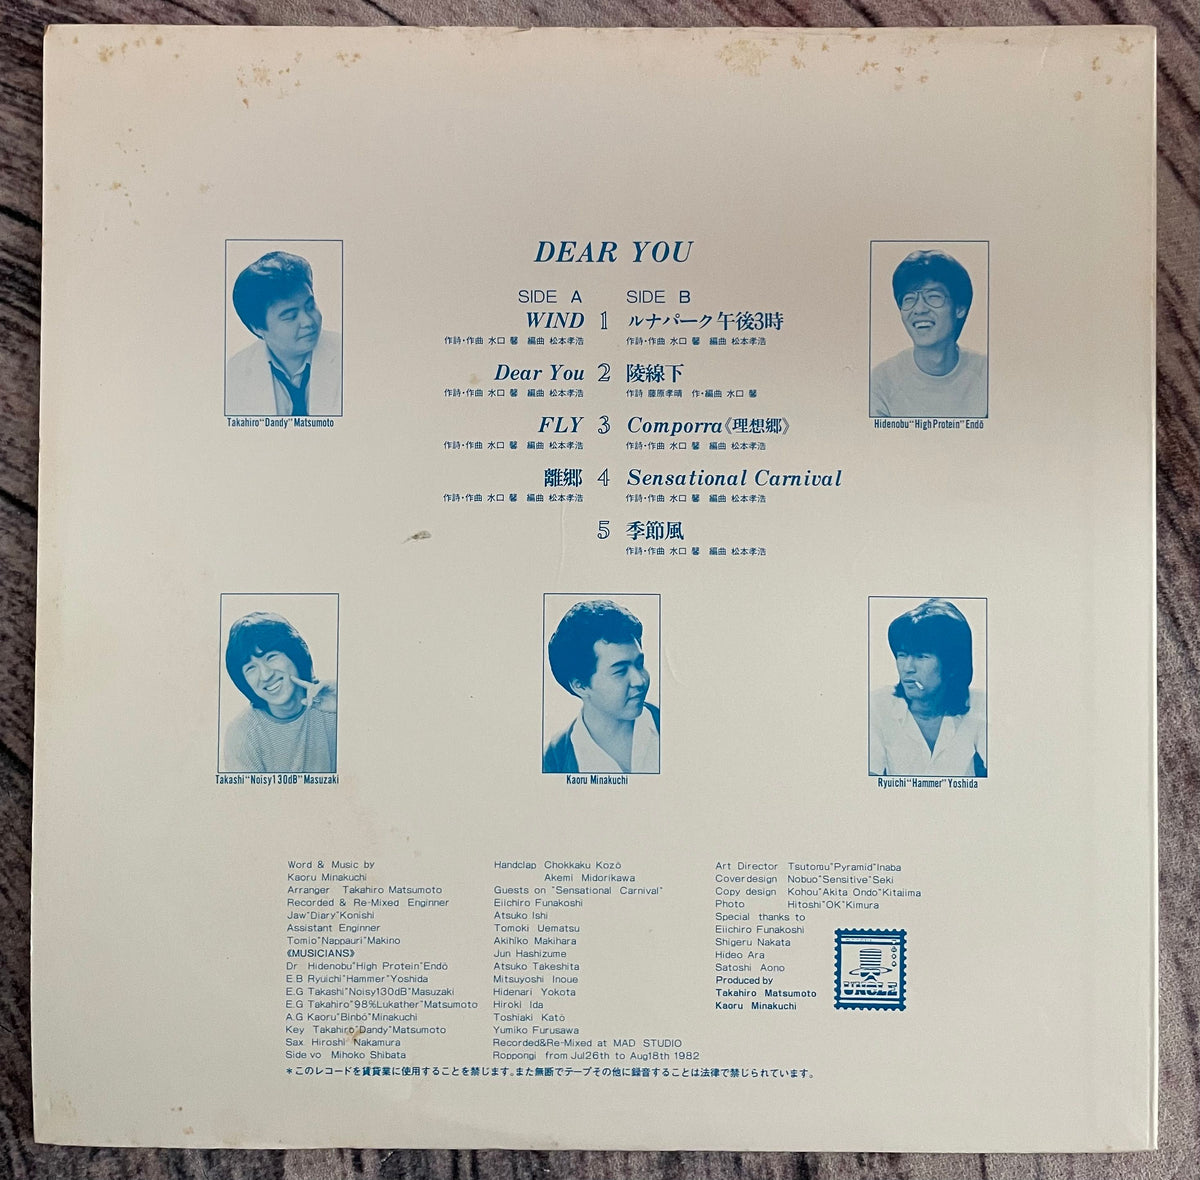 DEAR YOU
SIDE A
SIDE B
WIND 1 ルナパーク午後3時
作詩・作曲 水口 馨 編曲 松本孝浩
作詩・作曲 水口 馨 編曲 松本孝浩
Dear You 2 陵線下
作詩・作曲 水口 馨 編曲 松本孝浩
作詩 藤原孝晴 作・編曲 水口 馨
FLY 3 Comporra《理想郷》
作詩・作曲 水口 馨 編曲 松本孝浩
作詩・作曲 水口 馨 編曲 松本孝浩
離郷 4 Sensational Carnival
作詩・作曲 水口 馨 編曲 松本孝浩
作詩・作曲 水口 馨 編曲 松本孝浩
5 季節風
作詩・作曲 水口 馨 編曲 松本孝浩
Takahiro"Dandy"Matsumoto
Hidenobu"High Protein"Endō
Takashi"Noisy130dB"Masuzaki
Kaoru Minakuchi
Ryuichi"Hammer"Yoshida
Word & Music by
Kaoru Minakuchi
Arranger Takahiro Matsumoto
Recorded & Re-Mixed Enginner
Jaw"Diary"Konishi
Assistant Enginner
Tomio"Nappauri"Makino
《MUSICIANS》
Dr Hidenobu"High Protein"Endō
E.B Ryuichi"Hammer"Yoshida
E.G Takashi"Noisy130dB"Masuzaki
E.G Takahiro"98%Lukather"Matsumoto
A.G Kaoru"Binbō"Minakuchi
Key Takahiro"Dandy"Matsumoto
Sax. Hiroshi Nakamura
Side vo Mihoko Shibata
Handclap Chokkaku Kozō
Akemi Midorikawa
Guests on "Sensational Carnival"
Eiichiro Funakoshi
Atsuko Ishi
Tomoki Uematsu
Akihiko Makihara
Jun Hashizume
Atsuko Takeshita
Mitsuyoshi Inoue
Hidenari Yokota
Hiroki Ida
Toshiaki Katō
Yumiko Furusawa
Recorded&Re-Mixed at MAD STUDIO
Roppongi from Jul26th to Aug18th 1982
Art Director Tsutomu"Pyramid"Inaba
Coverdesign Nobuo"Sensitive"Seki
Copy design Kohou"Akita Ondo"Kitajima
Photo Hitoshi"OK"Kimura
Special thanks to
Eiichiro Funakoshi
Shigeru Nakata
Hideo Ara
Satoshi Aono
Produced by
Takahiro Matsumoto
Kaoru Minakuchi
UNCLE
＊このレコードを賃貸業に使用することを禁じます。また無断でテープその他に録音することは法律で禁じられています。